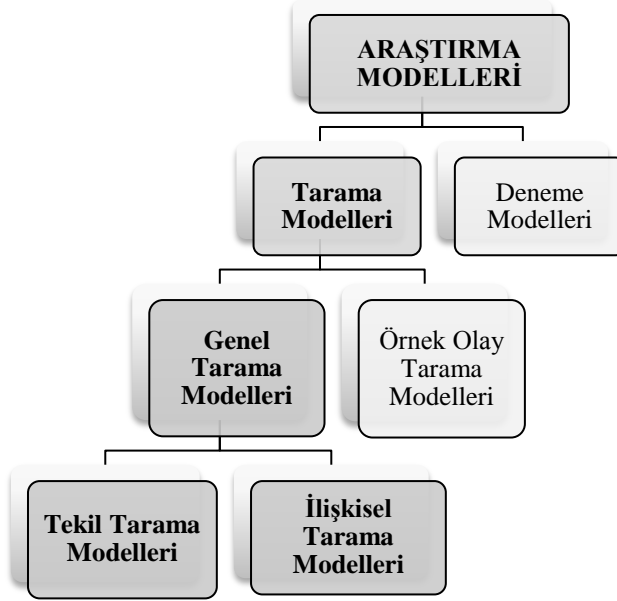 ARAŞTIRMA
MODELLERİ
Tarama
Modelleri
Deneme
Modelleri
Genel
Tarama
Modelleri
Örnek Olay
Tarama
Modelleri
Tekil Tarama
Modelleri
İlişkisel
Tarama
Modelleri